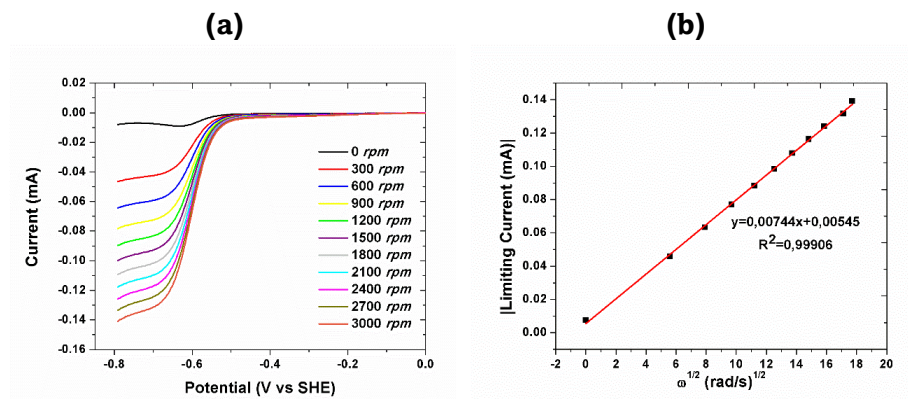 (a)
0.02
0.00
-0.02
-0.04
-0.06
-0.08
-0.10
-0.12
-0.14
-0.16
Current (mA)
0 rpm
300 rpm
600 rpm
900 rpm
1200 rpm
1500 rpm
1800 rpm
2100 rpm
2400 rpm
2700 rpm
3000 rpm
-0.8 -0.6 -0.4 -0.2 0.0
Potential (V vs SHE)
(b)
0.14
0.12
0.10
0.08
0.06
0.04
0.02
0.00
|Limiting Current (mA)|
y=0,00744x+0,00545
R²=0,99906
-2 0 2 4 6 8 10 12 14 16 18 20
ω^1/2 (rad/s)^1/2